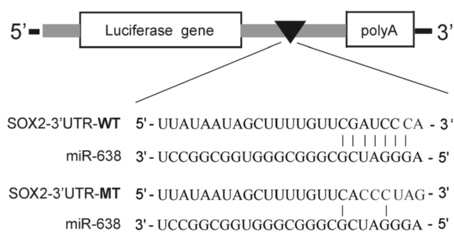 5’ Luciferase gene polyA 3’
SOX2-3’UTR-WT 5’- UUAUAAUAGCUUUUGUUCGAUCCCA - 3‘
miR-638 3’- UCCGGCGGUGGGCGGGCGCUAGGGA- 5’
SOX2-3’UTR-MT 5’- UUAUAAUAGCUUUUGUUCACCCUAG - 3’
miR-638 3’- UCCGGCGGUGGGCGGGCGCUAGGGA- 5’